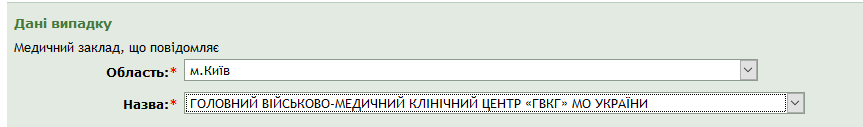 Дані випадку
Медичний заклад, що повідомляє
Область:* м.Київ
Назва:* ГОЛОВНИЙ ВІЙСЬКОВО-МЕДИЧНИЙ КЛІНІЧНИЙ ЦЕНТР «ГВКГ» МО УКРАЇНИ